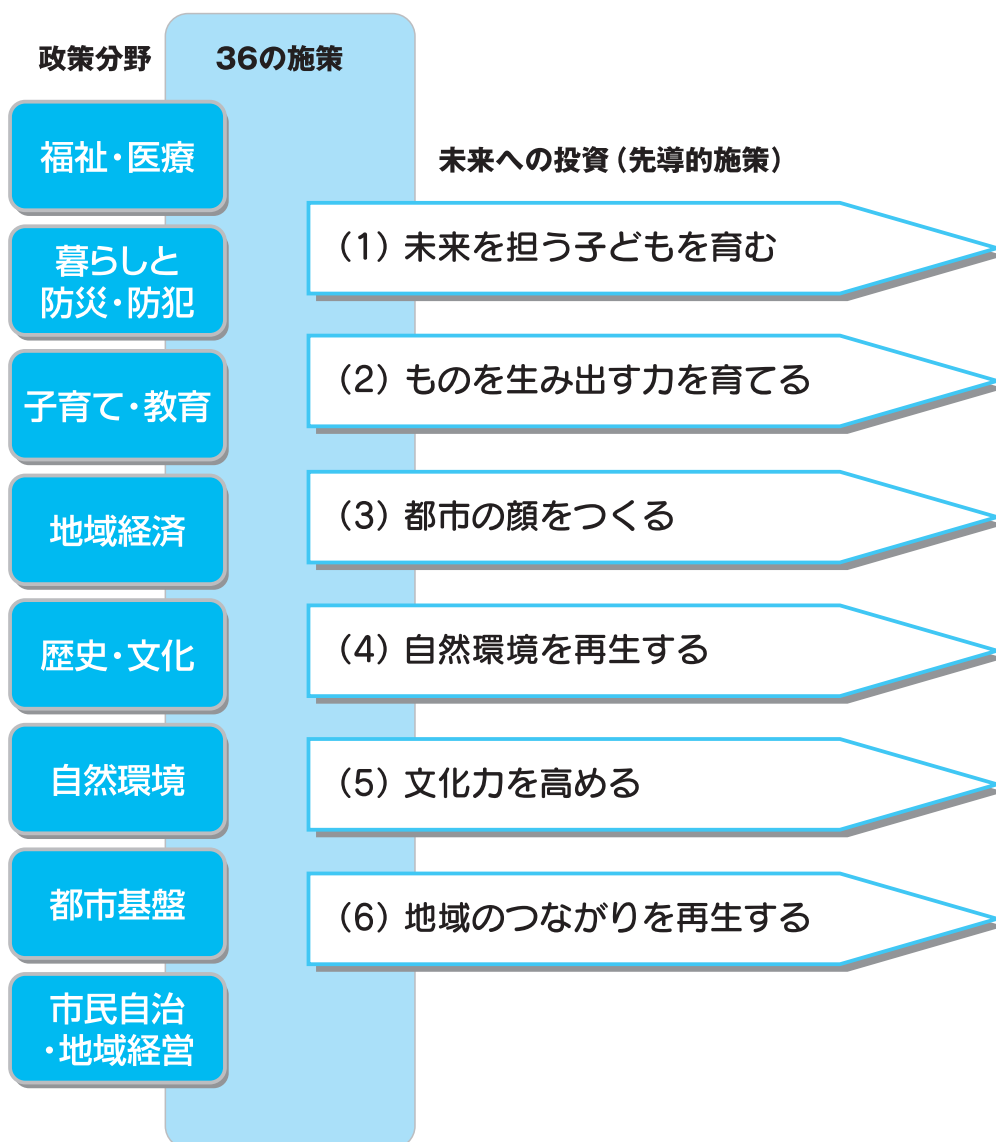 政策分野
36の施策
福祉・医療
暮らしと
防災・防犯
子育て・教育
地域経済
歴史・文化
自然環境
都市基盤
市民自治
・地域経営
未来への投資（先導的施策）
（1）未来を担う子どもを育む
（2）ものを生み出す力を育てる
（3）都市の顔をつくる
（4）自然環境を再生する
（5）文化力を高める
（6）地域のつながりを再生する